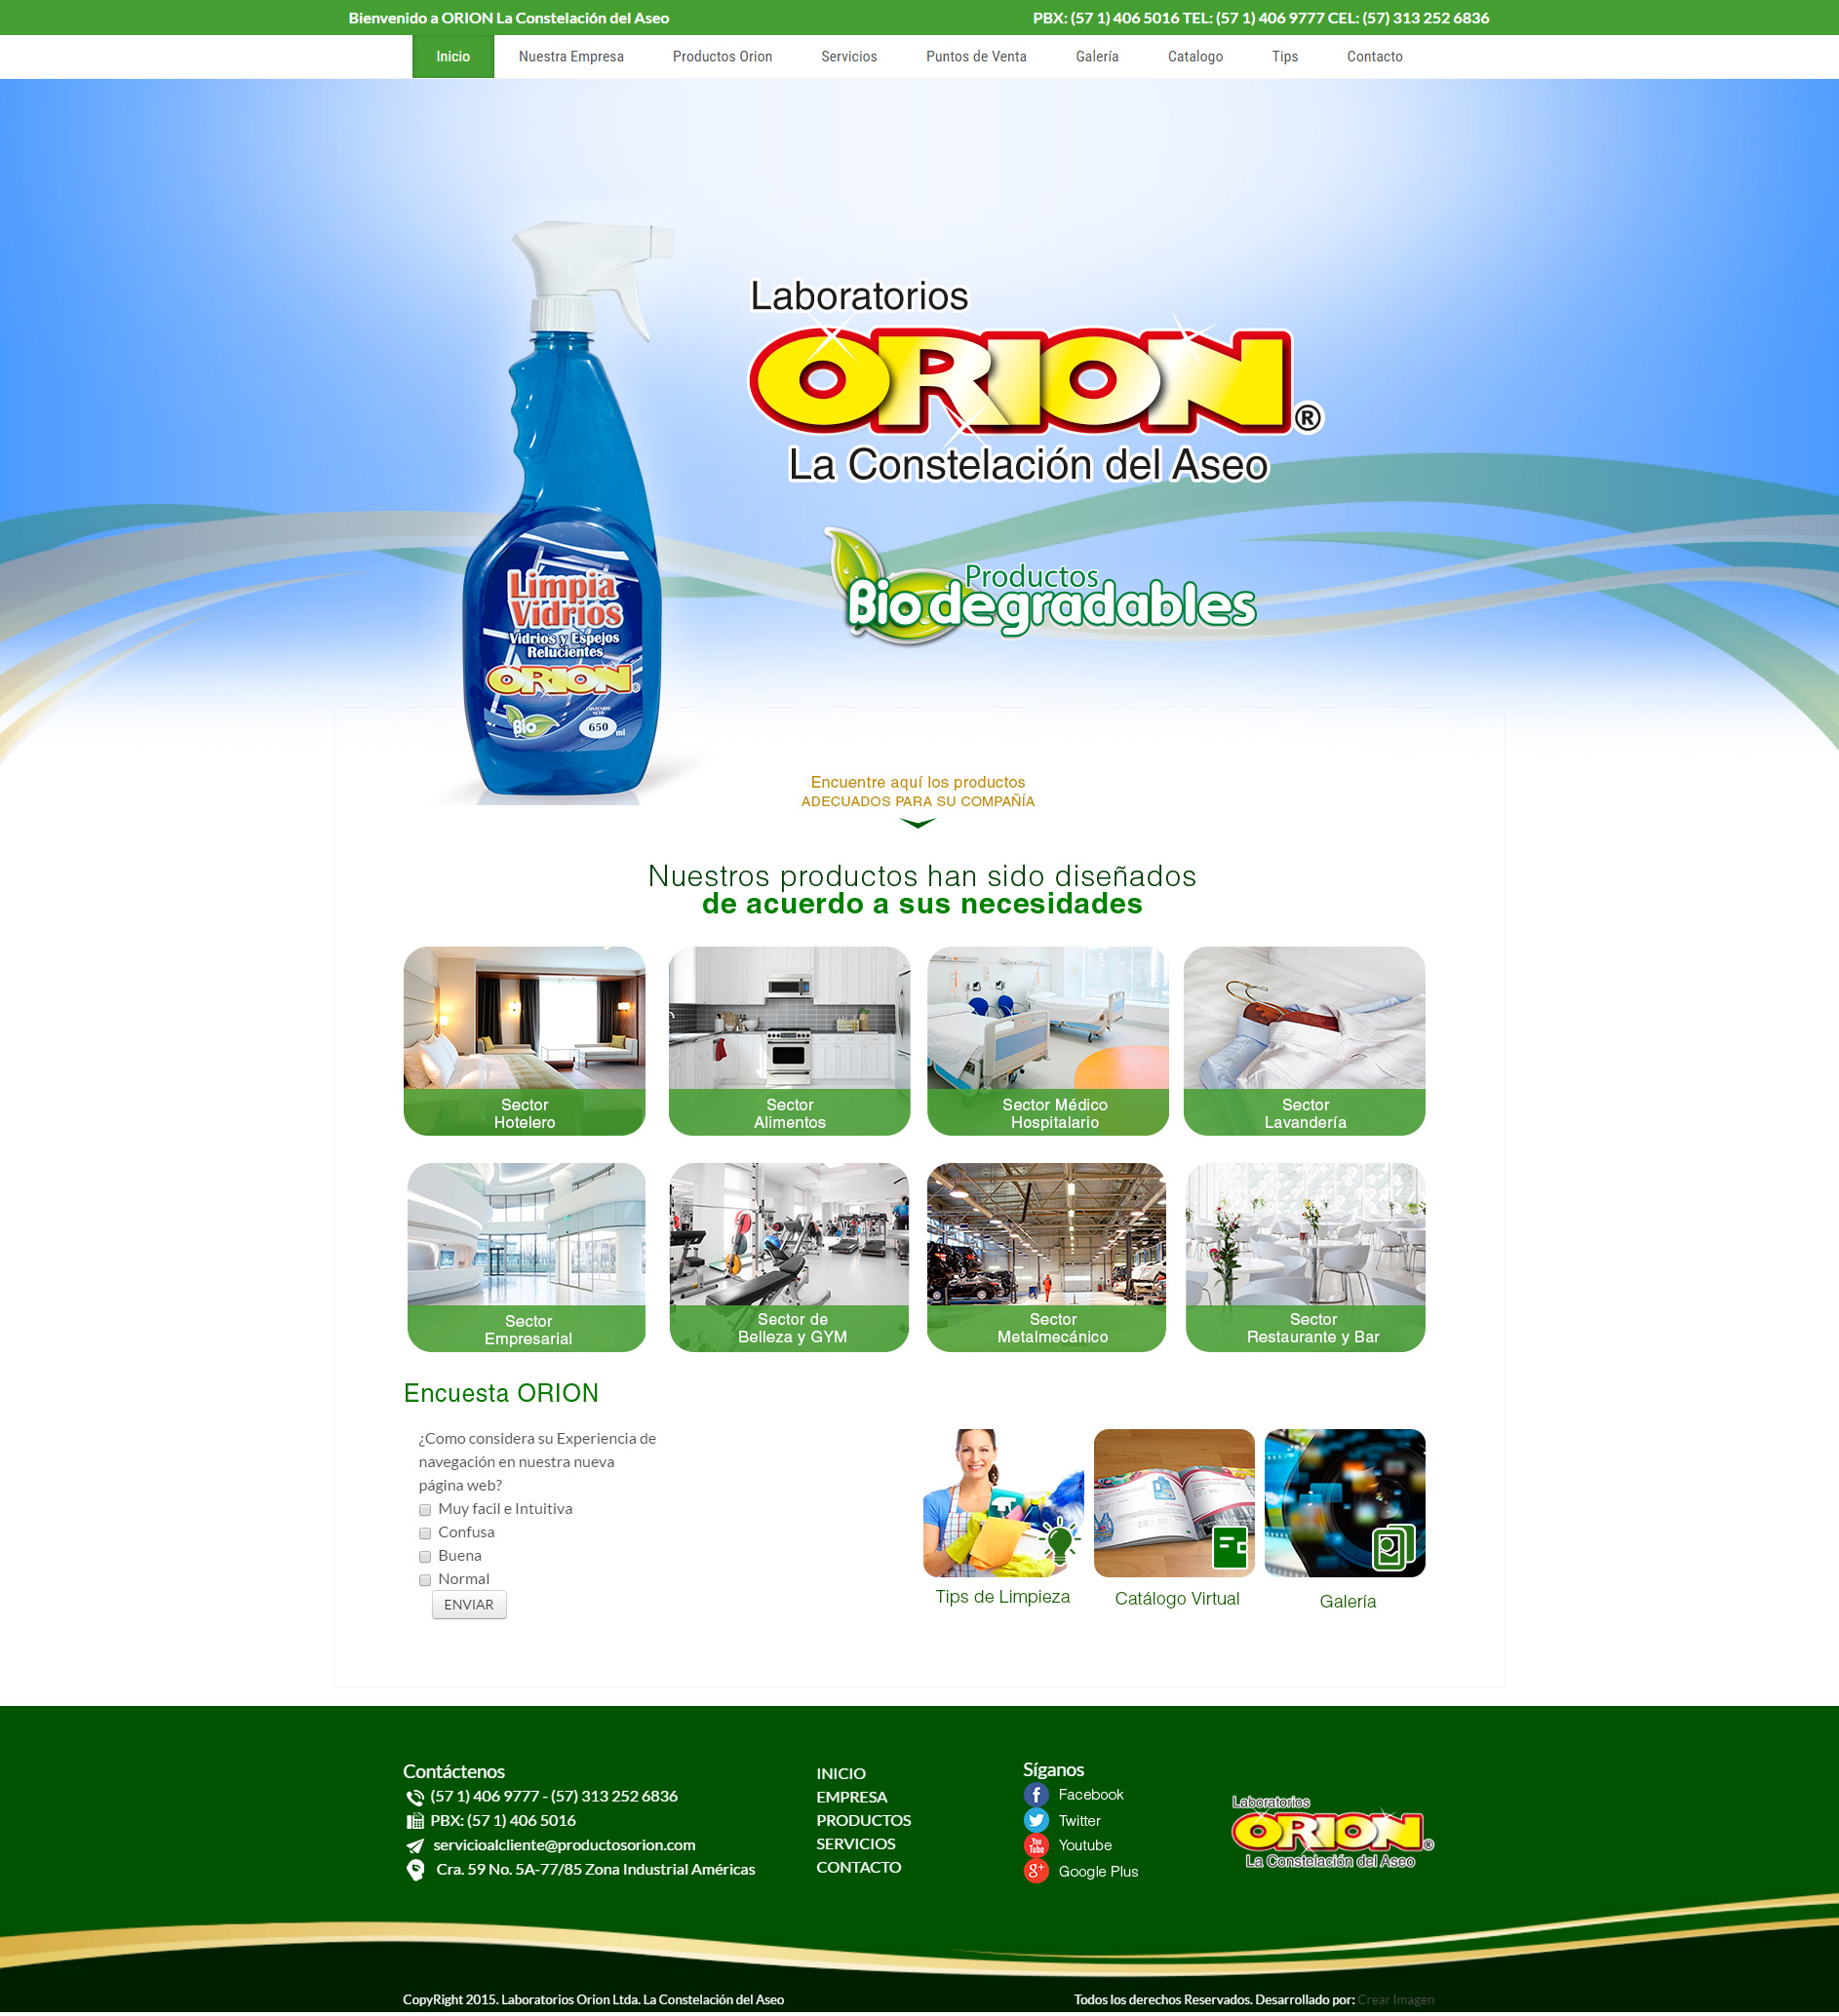 Bienvenido a ORION La Constelación del Aseo
PBX: (57 1) 406 5016 TEL: (57 1) 406 9777 CEL: (57) 313 252 6836
Inicio
Nuestra Empresa
Productos Orion
Servicios
Puntos de Venta
Galería
Catalogo
Tips
Contacto
Laboratorios
ORION®
La Constelación del Aseo
Productos
Biodegradables
Limpia
Vidrios
Vidrios y Espejos
Relucientes
ORION®
Bio
CONTENIDO
NETO
650 ml
Encuentre aquí los productos
ADECUADOS PARA SU COMPAÑÍA
Nuestros productos han sido diseñados
de acuerdo a sus necesidades
Sector
Hotelero
Sector
Alimentos
Sector Médico
Hospitalario
Sector
Lavandería
Sector
Empresarial
Sector de
Belleza y GYM
Sector
Metalmecánico
Sector
Restaurante y Bar
Encuesta ORION
¿Como considera su Experiencia de
navegación en nuestra nueva
página web?
Muy facil e Intuitiva
Confusa
Buena
Normal
ENVIAR
Tips de Limpieza
Catálogo Virtual
Galería
Contáctenos
(57 1) 406 9777 - (57) 313 252 6836
PBX: (57 1) 406 5016
servicioalcliente@productosorion.com
Cra. 59 No. 5A-77/85 Zona Industrial Américas
INICIO
EMPRESA
PRODUCTOS
SERVICIOS
CONTACTO
Síganos
Facebook
Twitter
You Tube
Youtube
Google Plus
Laboratorios
ORION®
La Constelación del Aseo
CopyRight 2015. Laboratorios Orion Ltda. La Constelación del Aseo
Todos los derechos Reservados. Desarrollado por: Crear Imagen